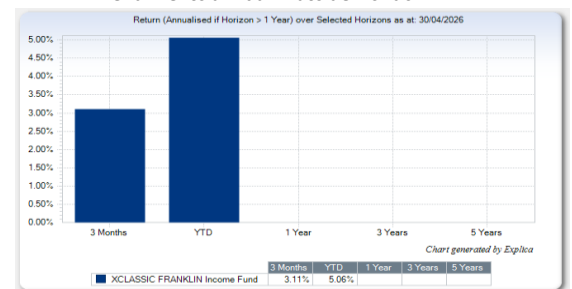 Return (Annualised if Horizon > 1 Year) over Selected Horizons as at: 30/04/2026
5.00%
4.50%
4.00%
3.50%
3.00%
2.50%
2.00%
1.50%
1.00%
0.50%
0.00%
3 Months YTD 1 Year 3 Years 5 Years
Chart generated by Explica
3 Months YTD 1 Year 3 Years 5 Years
XCLASSIC FRANKLIN Income Fund 3.11% 5.06%